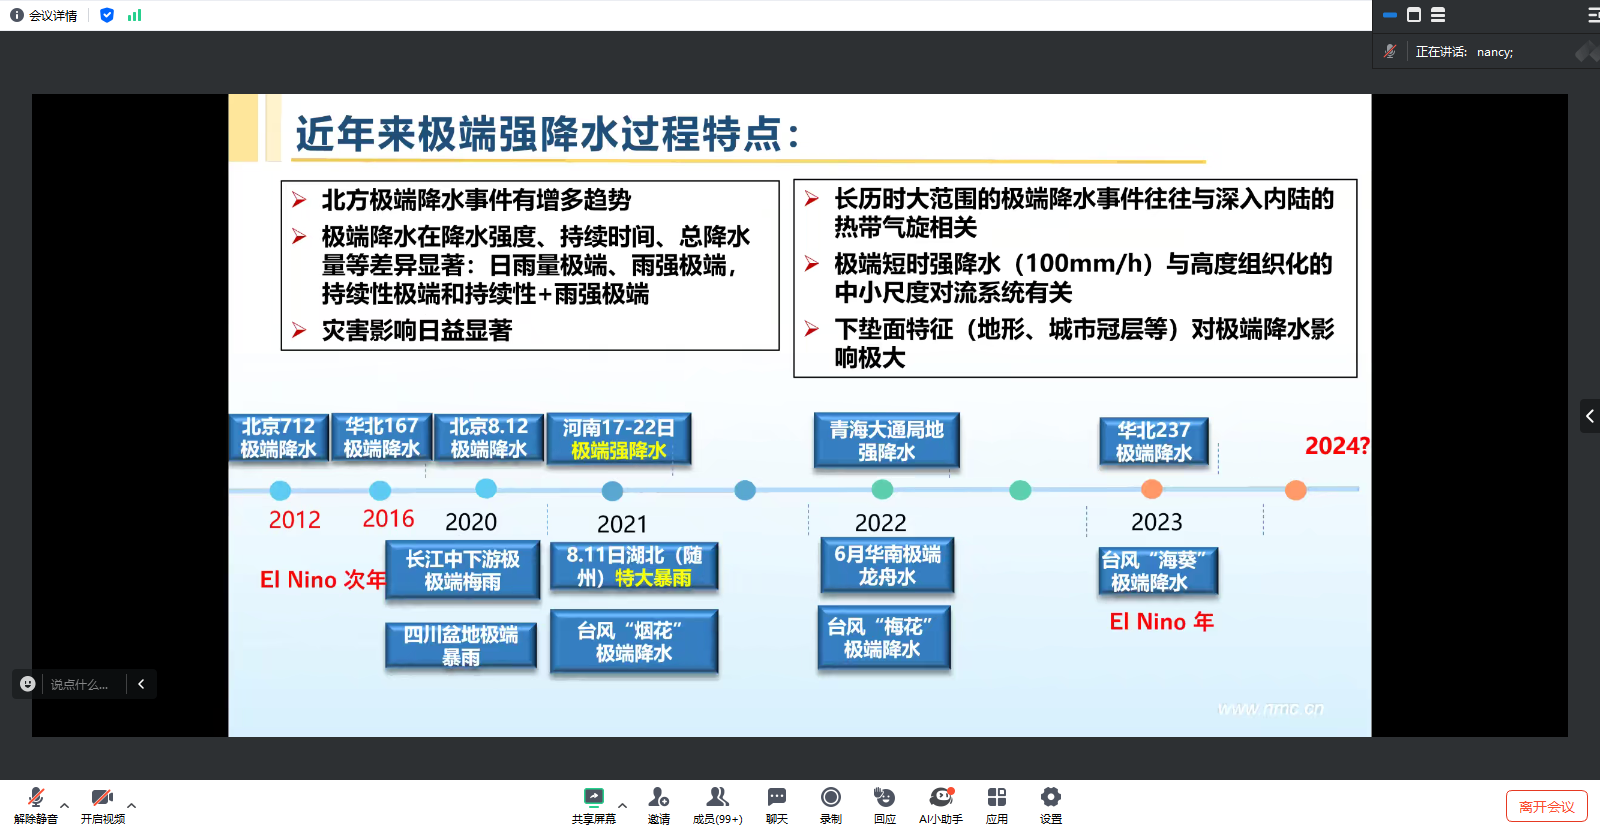 会议详情
正在讲话: nancy;
近年来极端强降水过程特点：
北方极端降水事件有增多趋势
极端降水在降水强度、持续时间、总降水
量等差异显著：日雨量极端、雨强极端，
持续性极端和持续性+雨强极端
灾害影响日益显著
长历时大范围的极端降水事件往往与深入内陆的
热带气旋相关
极端短时强降水（100mm/h）与高度组织化的
中小尺度对流系统有关
下垫面特征（地形、城市冠层等）对极端降水影
响极大
北京712
极端降水
华北167
极端降水
北京8.12
极端降水
河南17-22日
极端强降水
青海大通局地
强降水
华北237
极端降水
2024?
2012
2016
2020
2021
2022
2023
El Nino 次年
长江中下游极
极端梅雨
四川盆地极端
暴雨
8.11日湖北（随
州）特大暴雨
台风“烟花”
极端降水
6月华南极端
龙舟水
台风“梅花”
极端降水
台风“海葵”
极端降水
El Nino 年
www.nmc.cn
说点什么...
解除静音
开启视频
共享屏幕
邀请
成员(99+)
聊天
录制
回应
AI小助手
应用
设置
离开会议